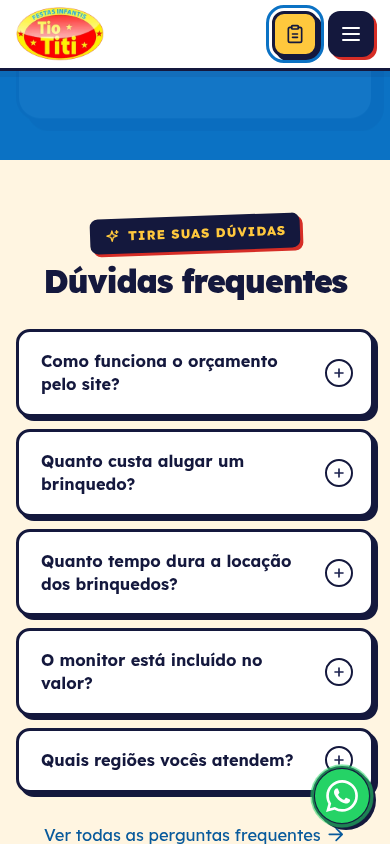 FESTAS INFANTIS
Tio
Titi
TIRE SUAS DÚVIDAS
Dúvidas frequentes
Como funciona o orçamento
pelo site?
Quanto custa alugar um
brinquedo?
Quanto tempo dura a locação
dos brinquedos?
O monitor está incluído no
valor?
Quais regiões vocês atendem?
Ver todas as perguntas frequentes →